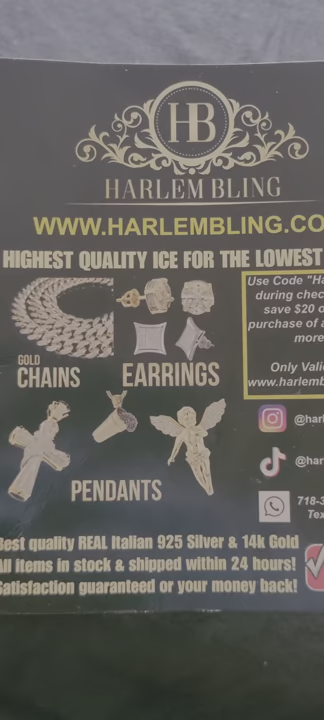 HB
HARLEM BLING
WWW.HARLEMBLING.CO
HIGHEST QUALITY ICE FOR THE LOWEST
Use Code "Ha
during chec
save $20 o
purchase of a
more
Only Vali
www.harlemb
GOLD
CHAINS
EARRINGS
@harl
@har
PENDANTS
718-3
Tex
Best quality REAL Italian 925 Silver & 14k Gold
All items in stock & shipped within 24 hours!
Satisfaction guaranteed or your money back!